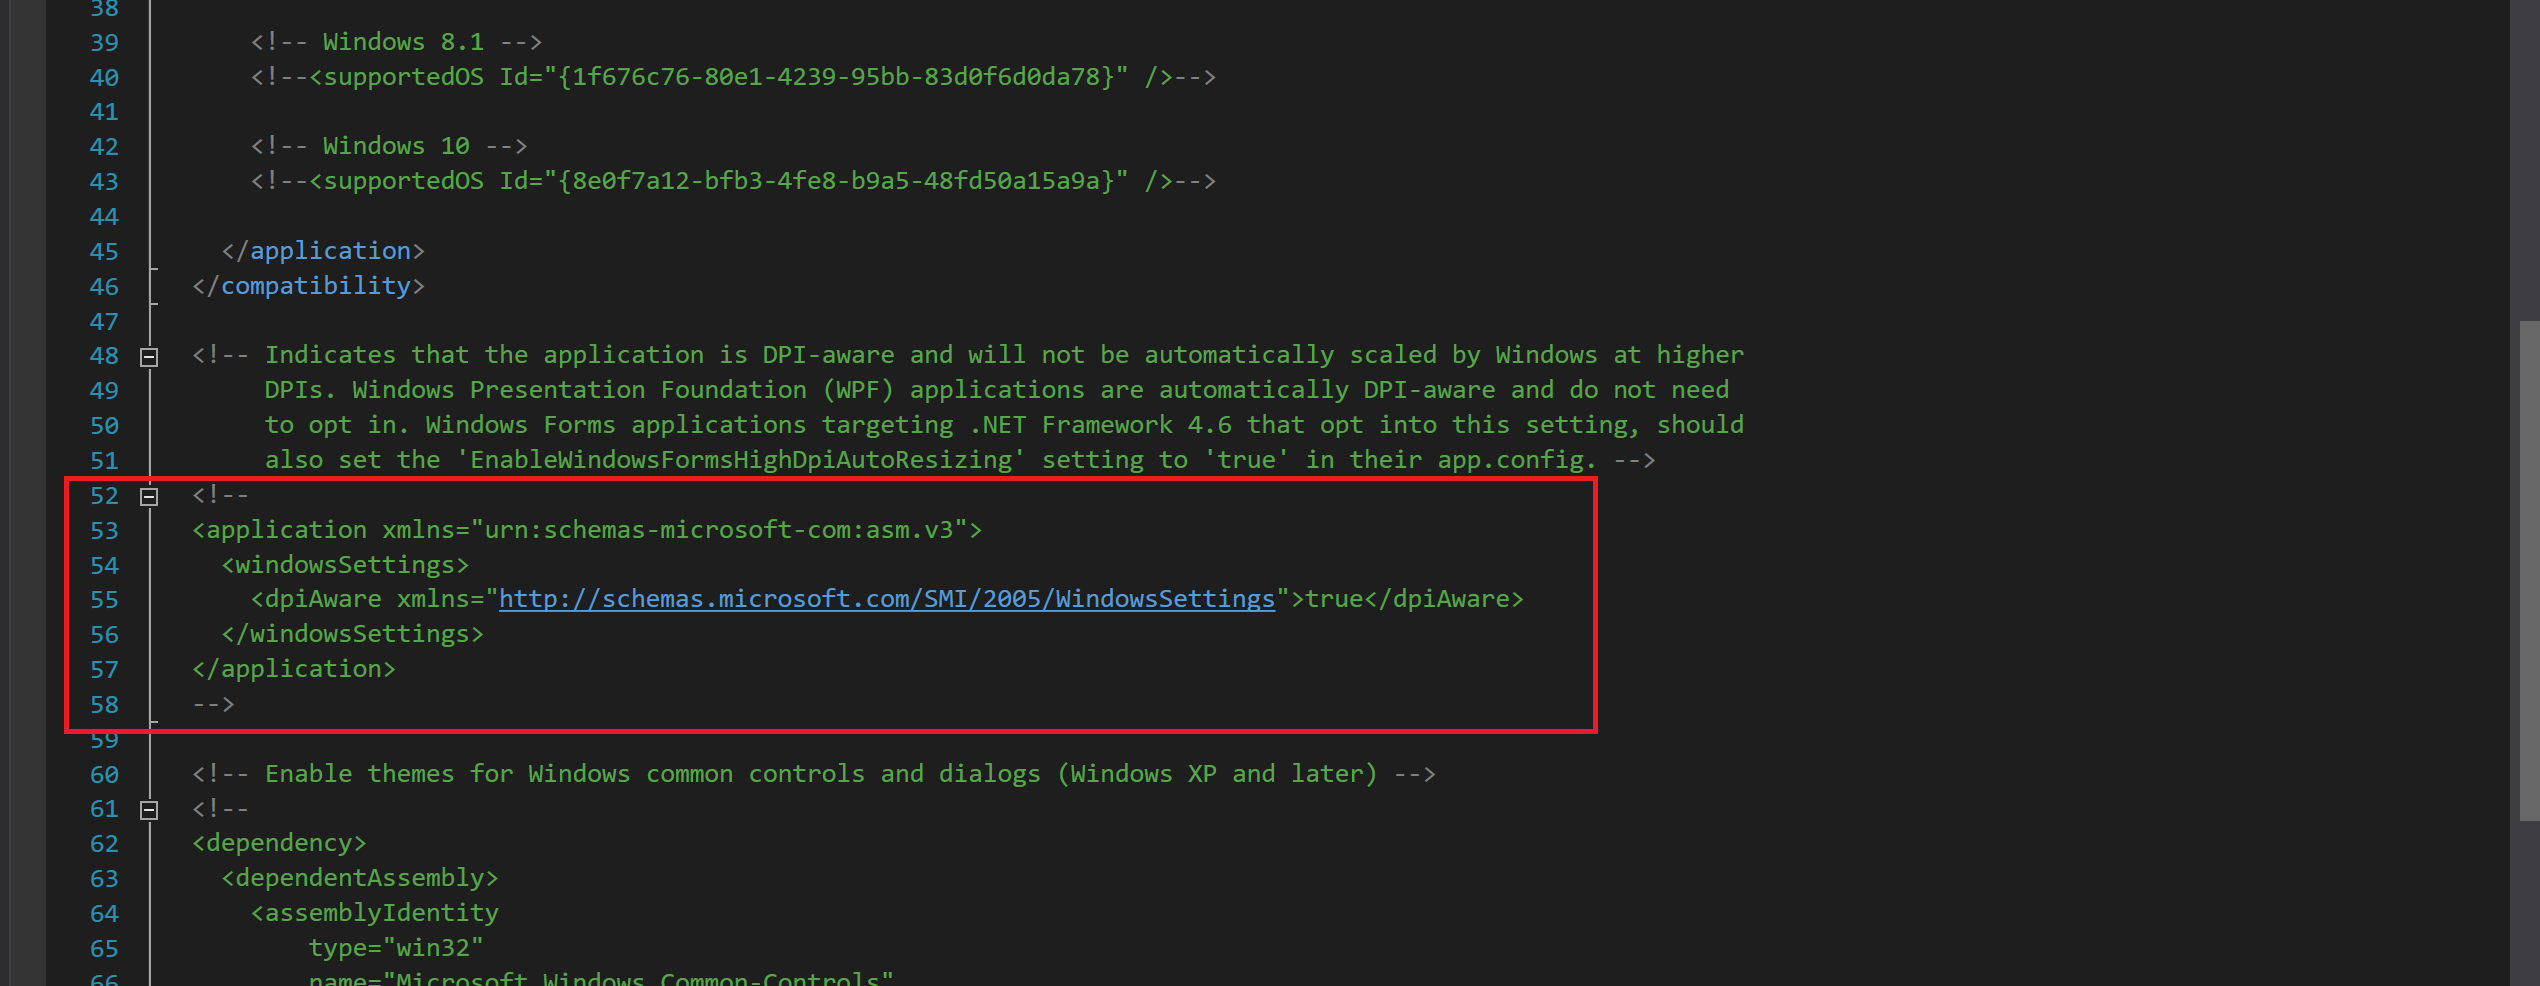 38
39 <!-- Windows 8.1 -->
40 <!--<supportedOS Id="{1f676c76-80e1-4239-95bb-83d0f6d0da78}" />-->
41
42 <!-- Windows 10 -->
43 <!--<supportedOS Id="{8e0f7a12-bfb3-4fe8-b9a5-48fd50a15a9a}" />-->
44
45 </application>
46 </compatibility>
47
48 <!-- Indicates that the application is DPI-aware and will not be automatically scaled by Windows at higher
49 DPIs. Windows Presentation Foundation (WPF) applications are automatically DPI-aware and do not need
50 to opt in. Windows Forms applications targeting .NET Framework 4.6 that opt into this setting, should
51 also set the 'EnableWindowsFormsHighDpiAutoResizing' setting to 'true' in their app.config. -->
52 <!--
53 <application xmlns="urn:schemas-microsoft-com:asm.v3">
54 <windowsSettings>
55 <dpiAware xmlns="http://schemas.microsoft.com/SMI/2005/WindowsSettings">true</dpiAware>
56 </windowsSettings>
57 </application>
58 -->
59
60 <!-- Enable themes for Windows common controls and dialogs (Windows XP and later) -->
61 <!--
62 <dependency>
63 <dependentAssembly>
64 <assemblyIdentity
65 type="win32"
66 name="Microsoft.Windows.Common-Controls"